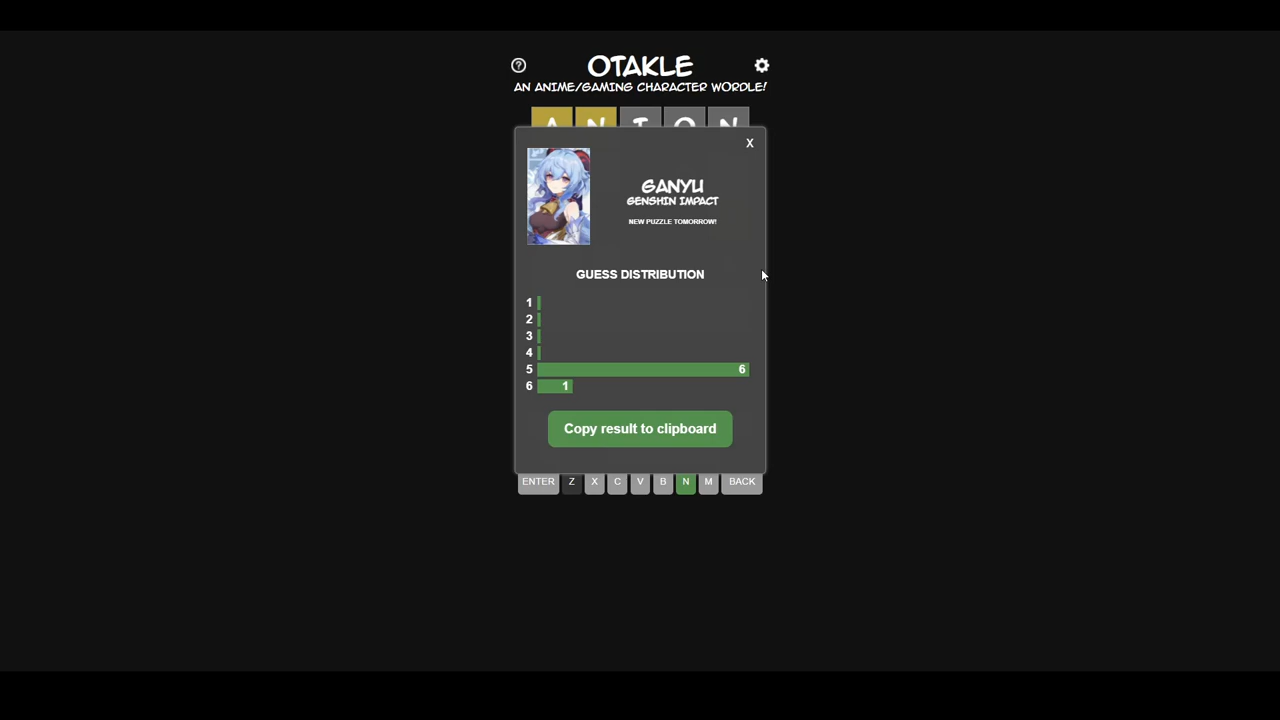 ?
OTAKLE
AN ANIME/GAMING CHARACTER WORDLE!
A N T O N
X
GANYU
GENSHIN IMPACT
NEW PUZZLE TOMORROW!
GUESS DISTRIBUTION
1
2
3
4
5 6
6 1
Copy result to clipboard
ENTER Z X C V B N M BACK